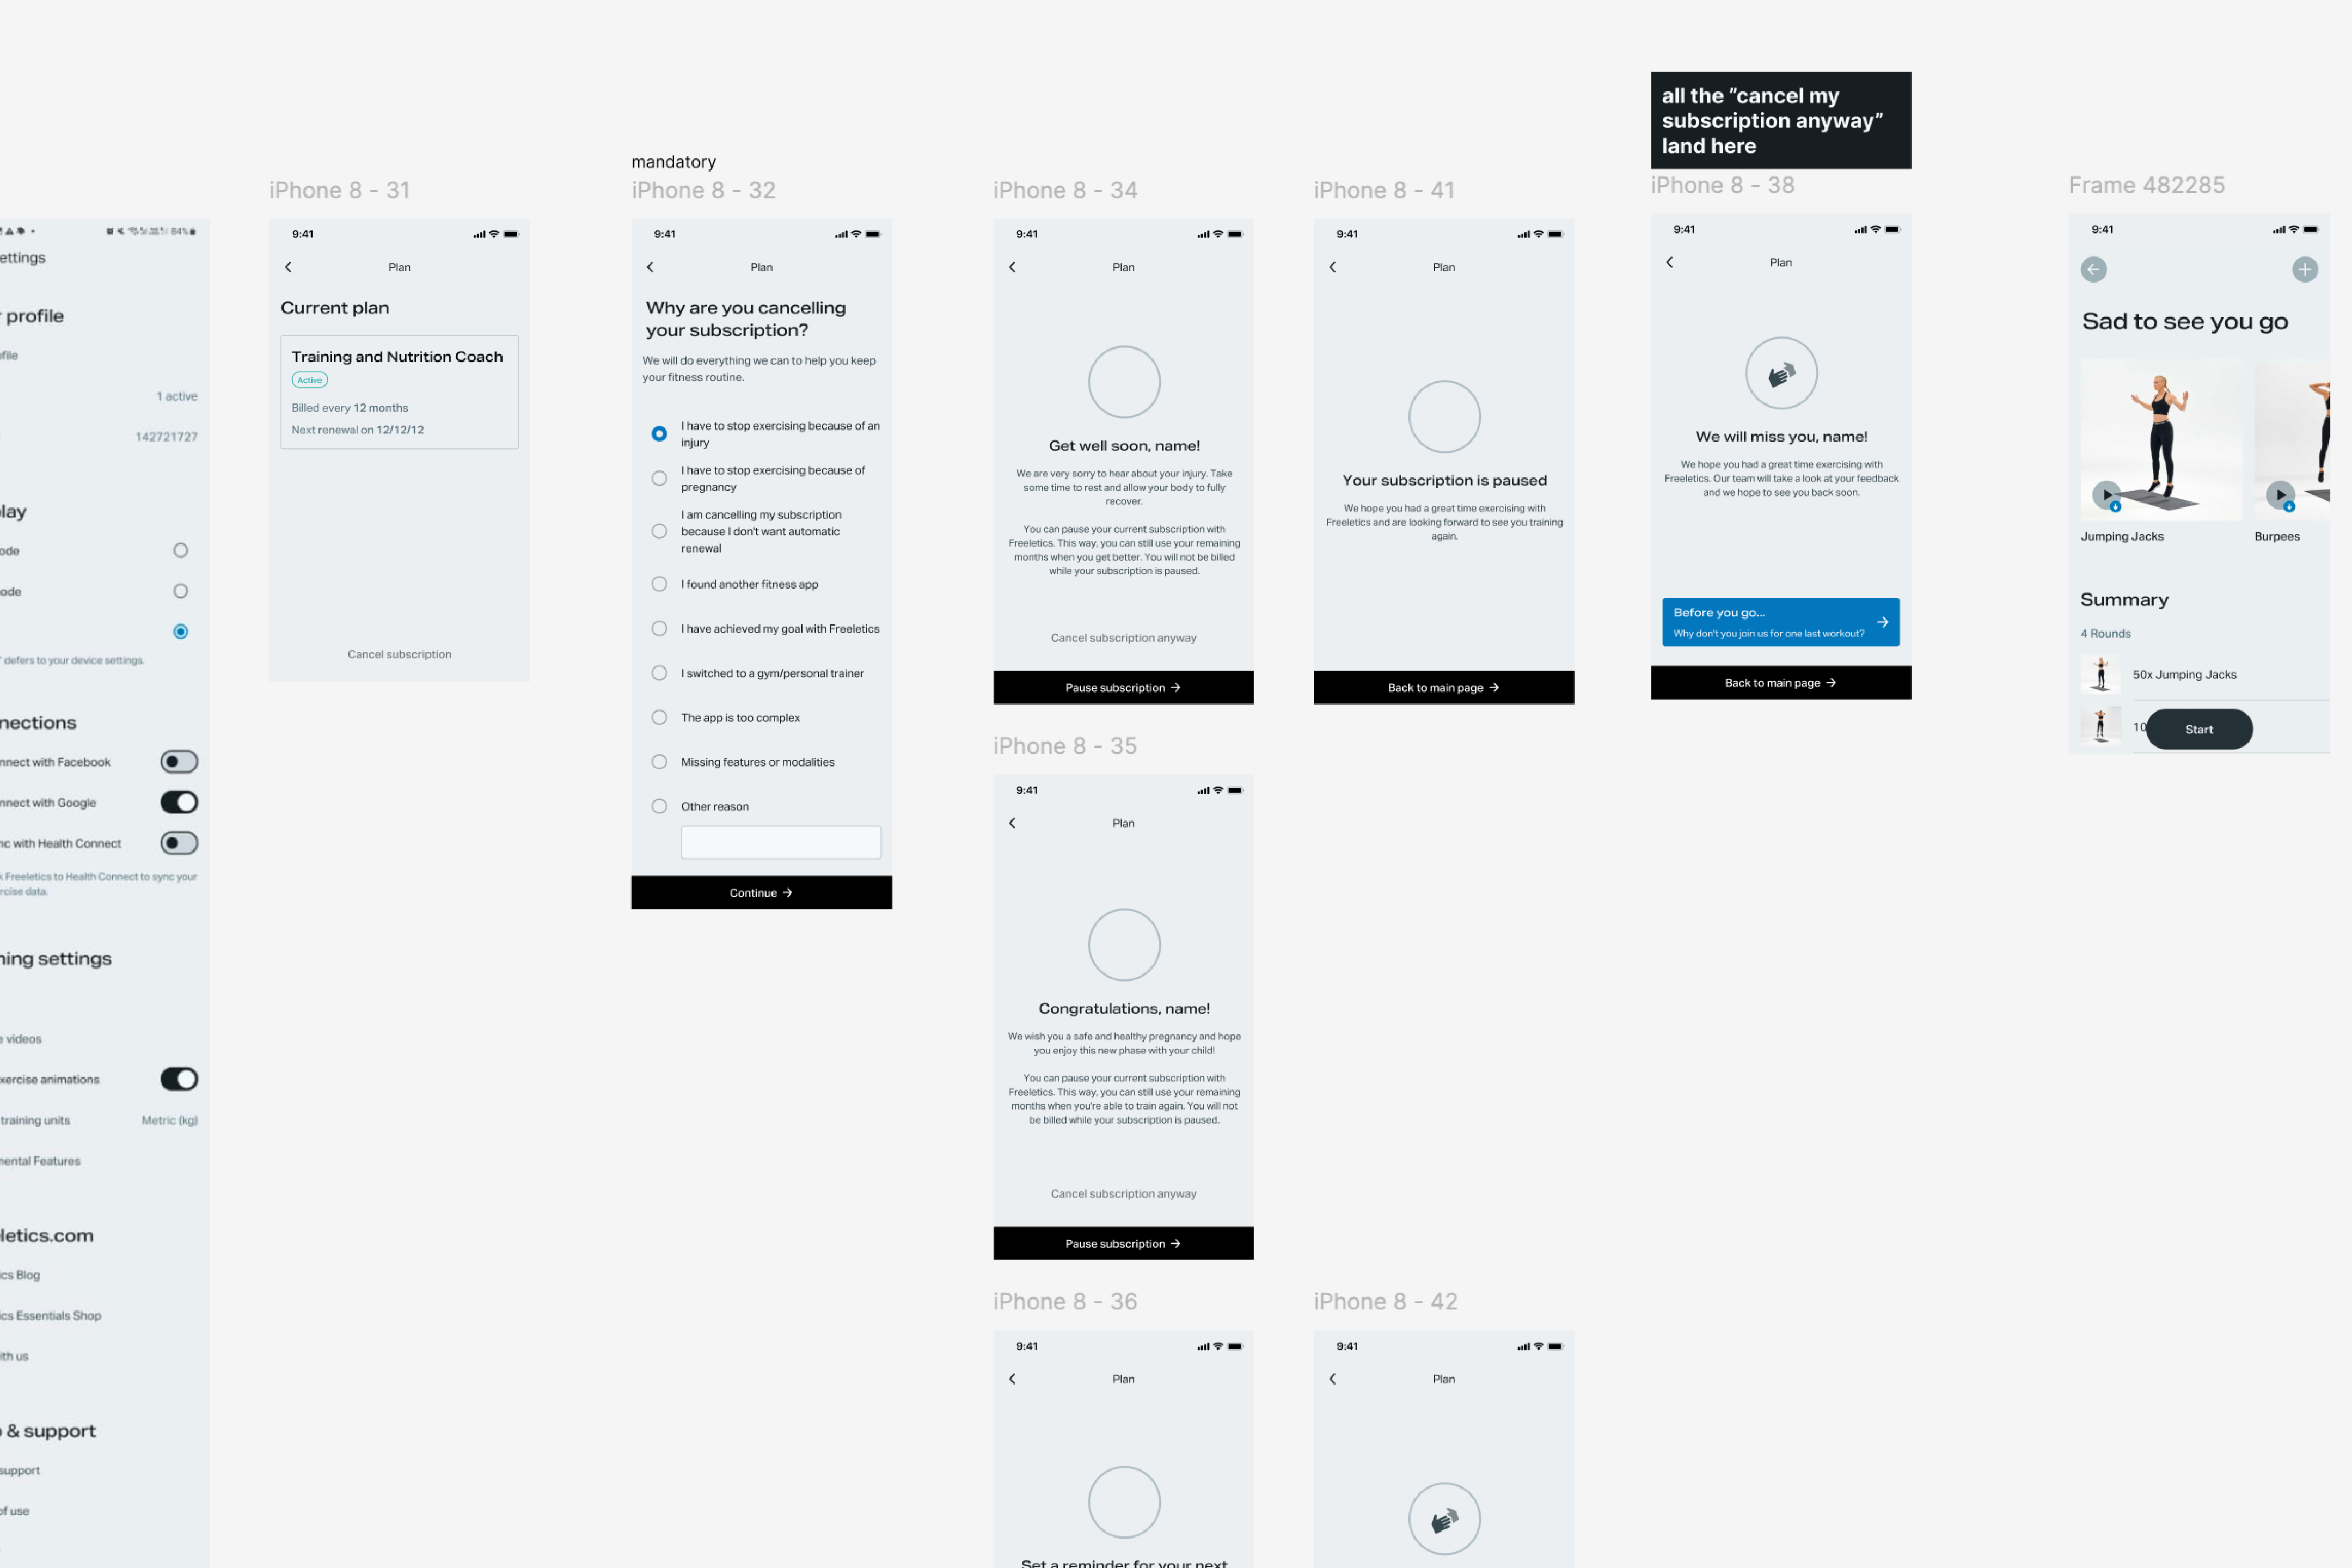 ettings
84%
profile
ofile
1 active
142721727
lay
ode
ode
defers to your device settings.
nections
nnect with Facebook
nnect with Google
nc with Health Connect
k Freeletics to Health Connect to sync your
rcise data.
ning settings
e videos
xercise animations
training units
Metric (kg)
mental Features
letics.com
ics Blog
ics Essentials Shop
ith us
& support
support
of use
iPhone 8 - 31
9:41
Plan
Current plan
Training and Nutrition Coach
Active
Billed every 12 months
Next renewal on 12/12/12
Cancel subscription
mandatory
iPhone 8 - 32
9:41
Plan
Why are you cancelling
your subscription?
We will do everything we can to help you keep
your fitness routine.
I have to stop exercising because of an
injury
I have to stop exercising because of
pregnancy
I am cancelling my subscription
because I don't want automatic
renewal
I found another fitness app
I have achieved my goal with Freeletics
I switched to a gym/personal trainer
The app is too complex
Missing features or modalities
Other reason
Continue →
iPhone 8 - 34
9:41
Plan
Get well soon, name!
We are very sorry to hear about your injury. Take
some time to rest and allow your body to fully
recover.
You can pause your current subscription with
Freeletics. This way, you can still use your remaining
months when you get better. You will not be billed
while your subscription is paused.
Cancel subscription anyway
Pause subscription →
iPhone 8 - 35
9:41
Plan
Congratulations, name!
We wish you a safe and healthy pregnancy and hope
you enjoy this new phase with your child!
You can pause your current subscription with
Freeletics. This way, you can still use your remaining
months when you're able to train again. You will not
be billed while your subscription is paused.
Cancel subscription anyway
Pause subscription →
iPhone 8 - 36
9:41
Plan
Set a reminder for your next
iPhone 8 - 41
9:41
Plan
Your subscription is paused
We hope you had a great time exercising with
Freeletics and are looking forward to see you training
again.
Back to main page →
iPhone 8 - 42
9:41
Plan
all the "cancel my
subscription anyway"
land here
iPhone 8 - 38
9:41
Plan
We will miss you, name!
We hope you had a great time exercising with
Freeletics. Our team will take a look at your feedback
and we hope to see you back soon.
Before you go...
Why don't you join us for one last workout?
Back to main page →
Frame 482285
9:41
Sad to see you go
Jumping Jacks
Burpees
Summary
4 Rounds
50x Jumping Jacks
10
Start